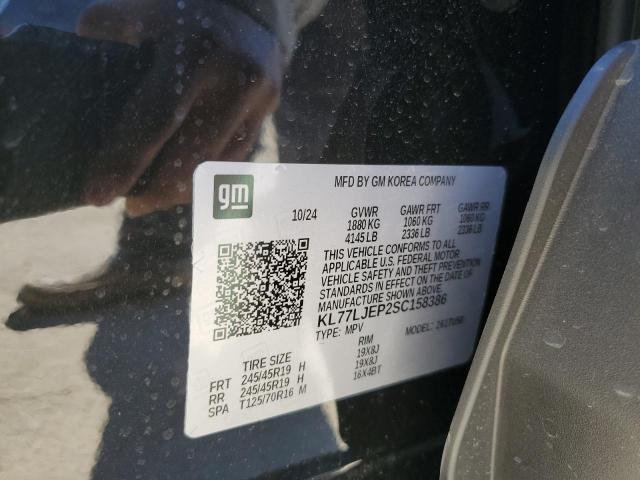 gm
MFD BY GM KOREA COMPANY
10/24 GVWR GAWR FRT GAWR RR
1880 KG 1060 KG 1060 KG
4145 LB 2336 LB 2336 LB
THIS VEHICLE CONFORMS TO ALL
APPLICABLE U.S. FEDERAL MOTOR
VEHICLE SAFETY AND THEFT PREVENTION
STANDARDS IN EFFECT ON THE DATE OF
MANUFACTURE SHOWN ABOVE.
KL77LJEP2SC158386
TYPE: MPV MODEL:
TIRE SIZE RIM
FRT 245/45R19 H 19X8J
RR 245/45R19 H 19X8J
SPA T125/70R16 M 16X4BT